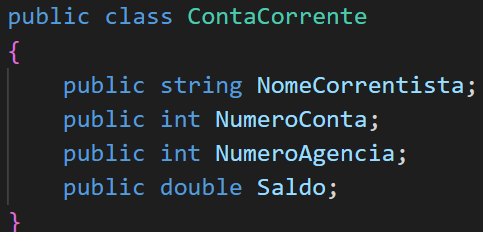 public class ContaCorrente
{
    public string NomeCorrentista;
    public int NumeroConta;
    public int NumeroAgencia;
    public double Saldo;
}